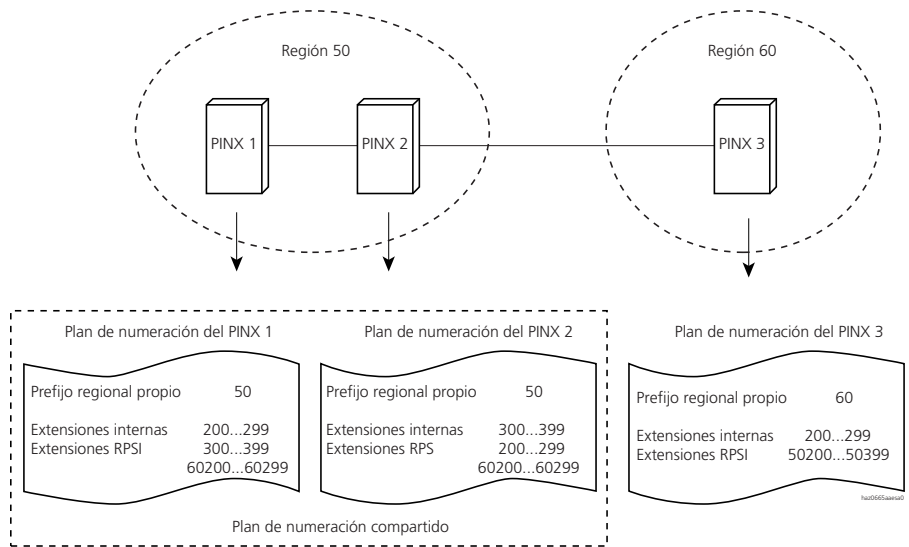 Región 50
Región 60
PINX 1
PINX 2
PINX 3
Plan de numeración del PINX 1
Prefijo regional propio 50
Extensiones internas 200...299
Extensiones RPSI 300...399
60200...60299
Plan de numeración del PINX 2
Prefijo regional propio 50
Extensiones internas 300...399
Extensiones RPS 200...299
60200...60299
Plan de numeración compartido
Plan de numeración del PINX 3
Prefijo regional propio 60
Extensiones internas 200...299
Extensiones RPSI 50200...50399
haz0665aaesa0